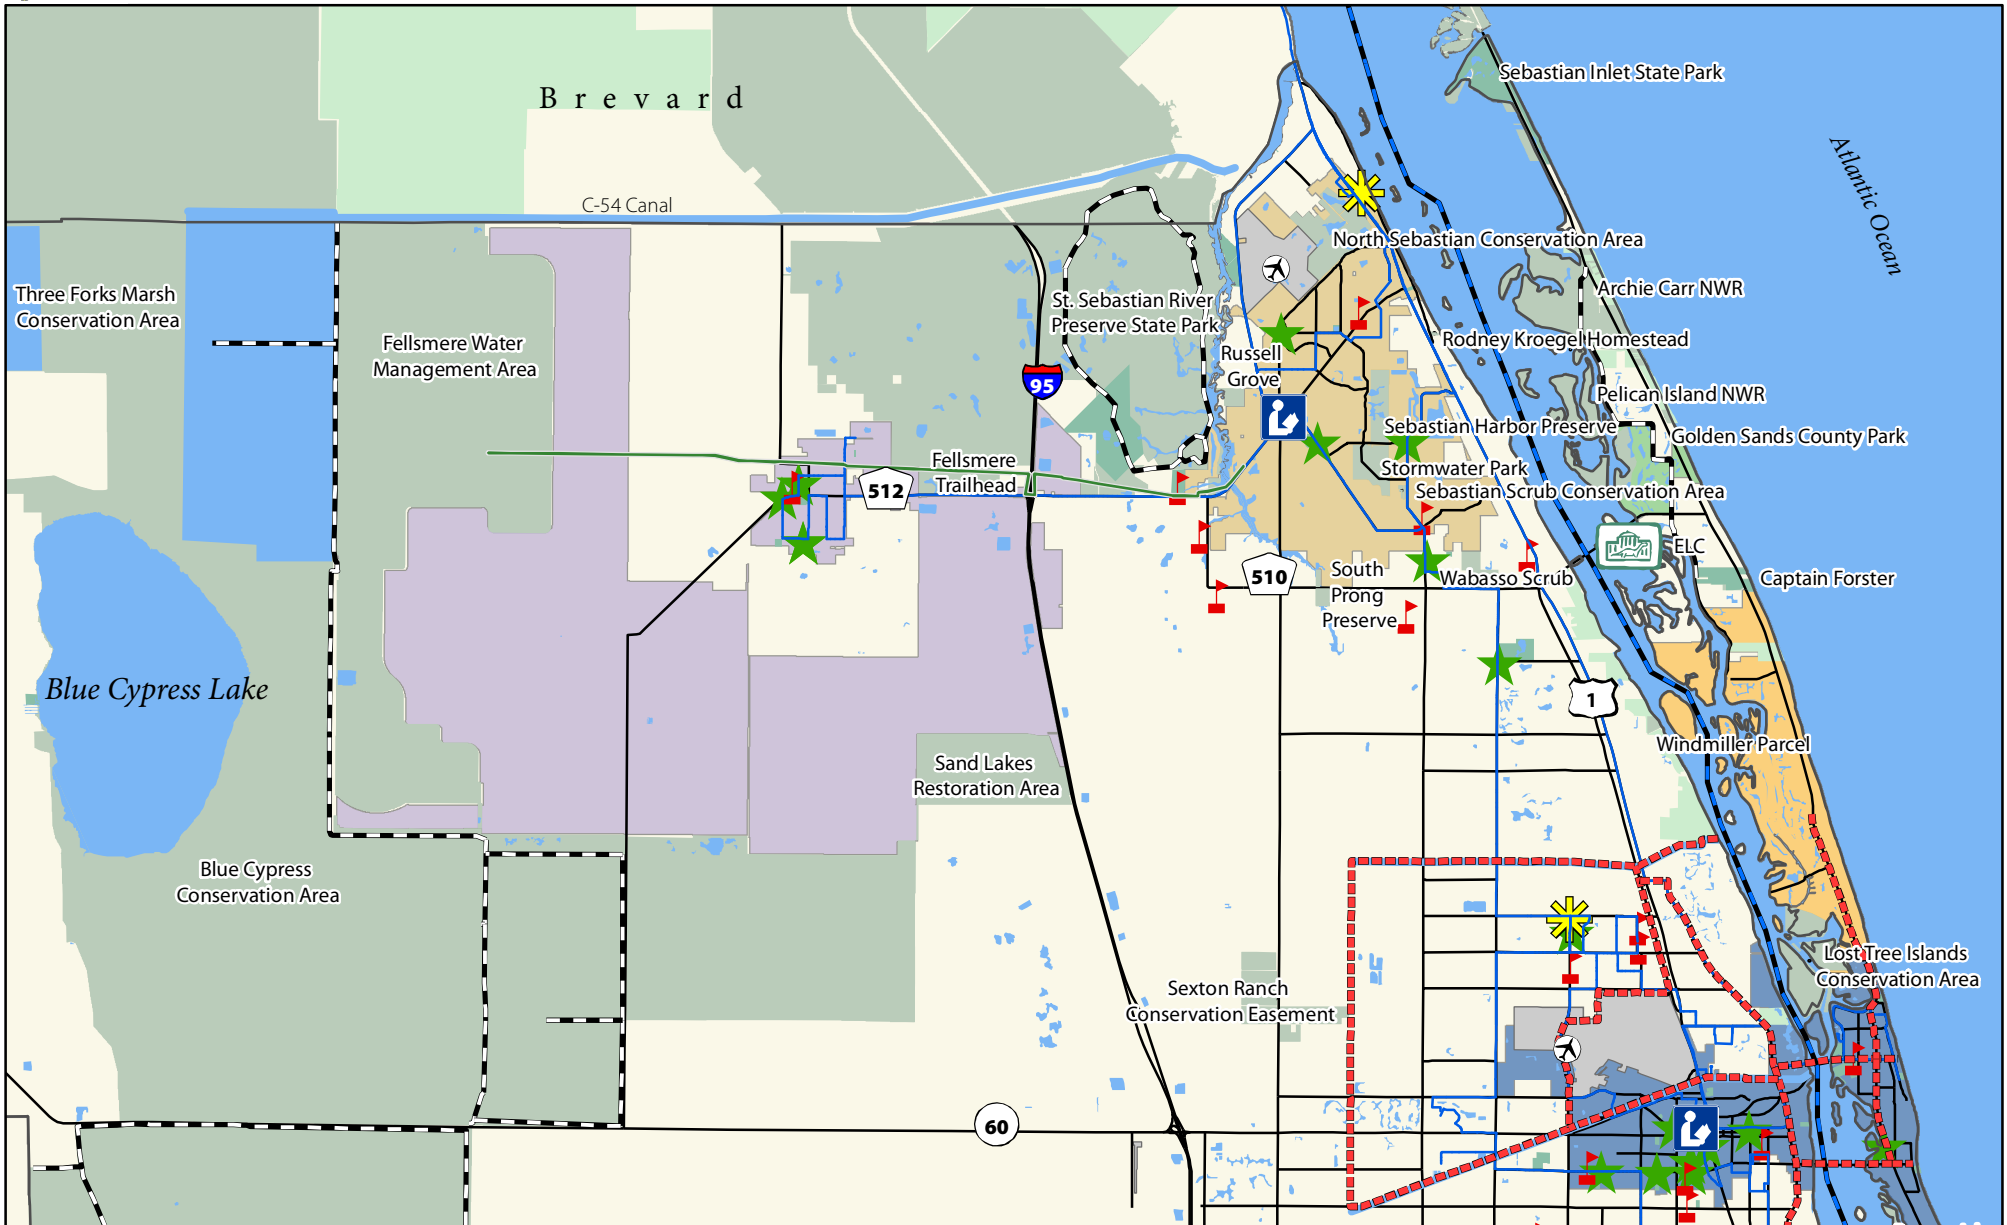 Sebastian Inlet State Park
Brevard
Atlantic Ocean
C-54 Canal
North Sebastian Conservation Area
Three Forks Marsh
Conservation Area
Archie Carr NWR
St. Sebastian River
Preserve State Park
Fellsmere Water
Management Area
Rodney Kroegel Homestead
Russell
Grove
95
Pelican Island NWR
Sebastian Harbor Preserve
Golden Sands County Park
Fellsmere
Trailhead
Stormwater Park
512
Sebastian Scrub Conservation Area
ELC
510
South
Prong
Preserve
Wabasso Scrub
Captain Forster
Blue Cypress Lake
1
Windmiller Parcel
Sand Lakes
Restoration Area
Blue Cypress
Conservation Area
Lost Tree Islands
Conservation Area
Sexton Ranch
Conservation Easement
60